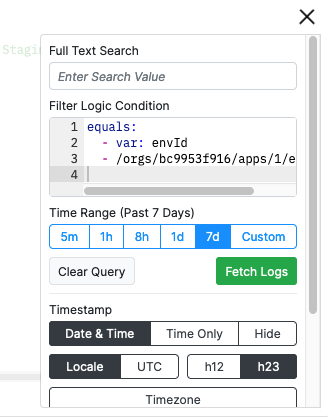 Stagin
Full Text Search
Enter Search Value
Filter Logic Condition
1 equals:
2 - var: envId
3 - /orgs/bc9953f916/apps/1/e
4
Time Range (Past 7 Days)
5m 1h 8h 1d 7d Custom
Clear Query Fetch Logs
Timestamp
Date & Time Time Only Hide
Locale UTC h12 h23
Timezone